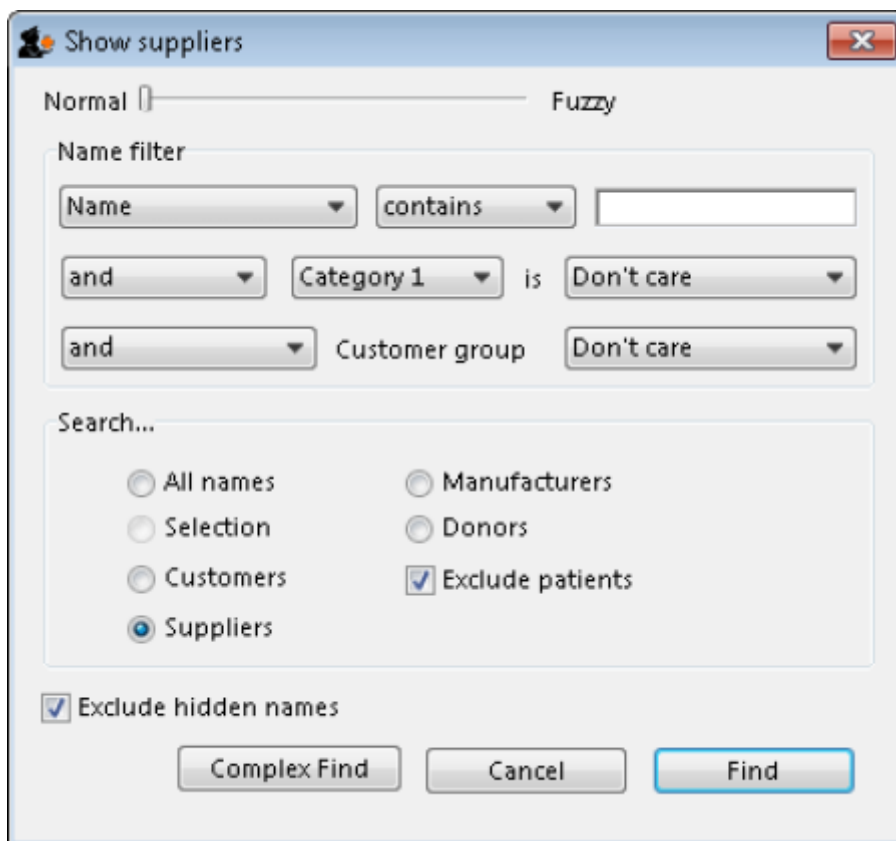 Show suppliers
Normal Fuzzy
Name filter
Name contains
and Category 1 is Don't care
and Customer group Don't care
Search...
All names Manufacturers
Selection Donors
Customers Exclude patients
Suppliers
Exclude hidden names
Complex Find Cancel Find